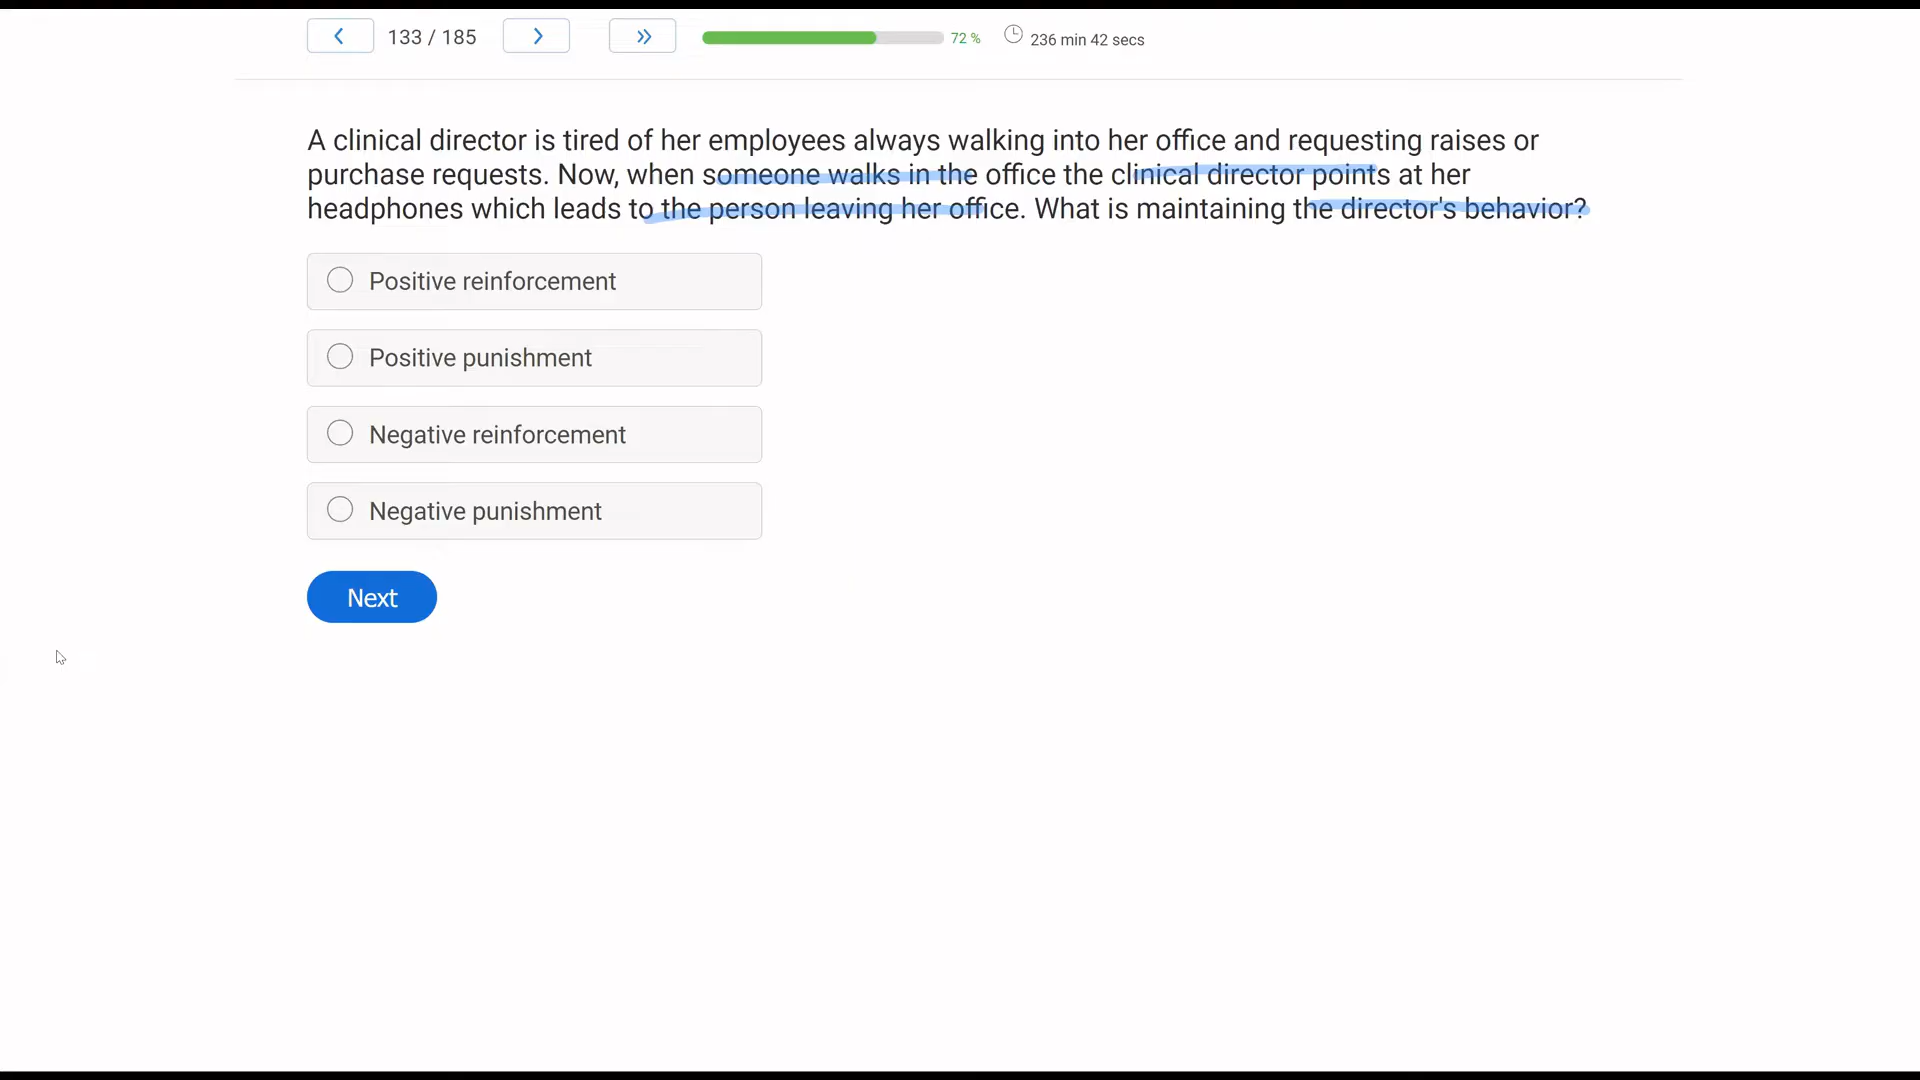 133 / 185
72 %
236 min 42 secs
A clinical director is tired of her employees always walking into her office and requesting raises or
purchase requests. Now, when someone walks in the office the clinical director points at her
headphones which leads to the person leaving her office. What is maintaining the director's behavior?
Positive reinforcement
Positive punishment
Negative reinforcement
Negative punishment
Next